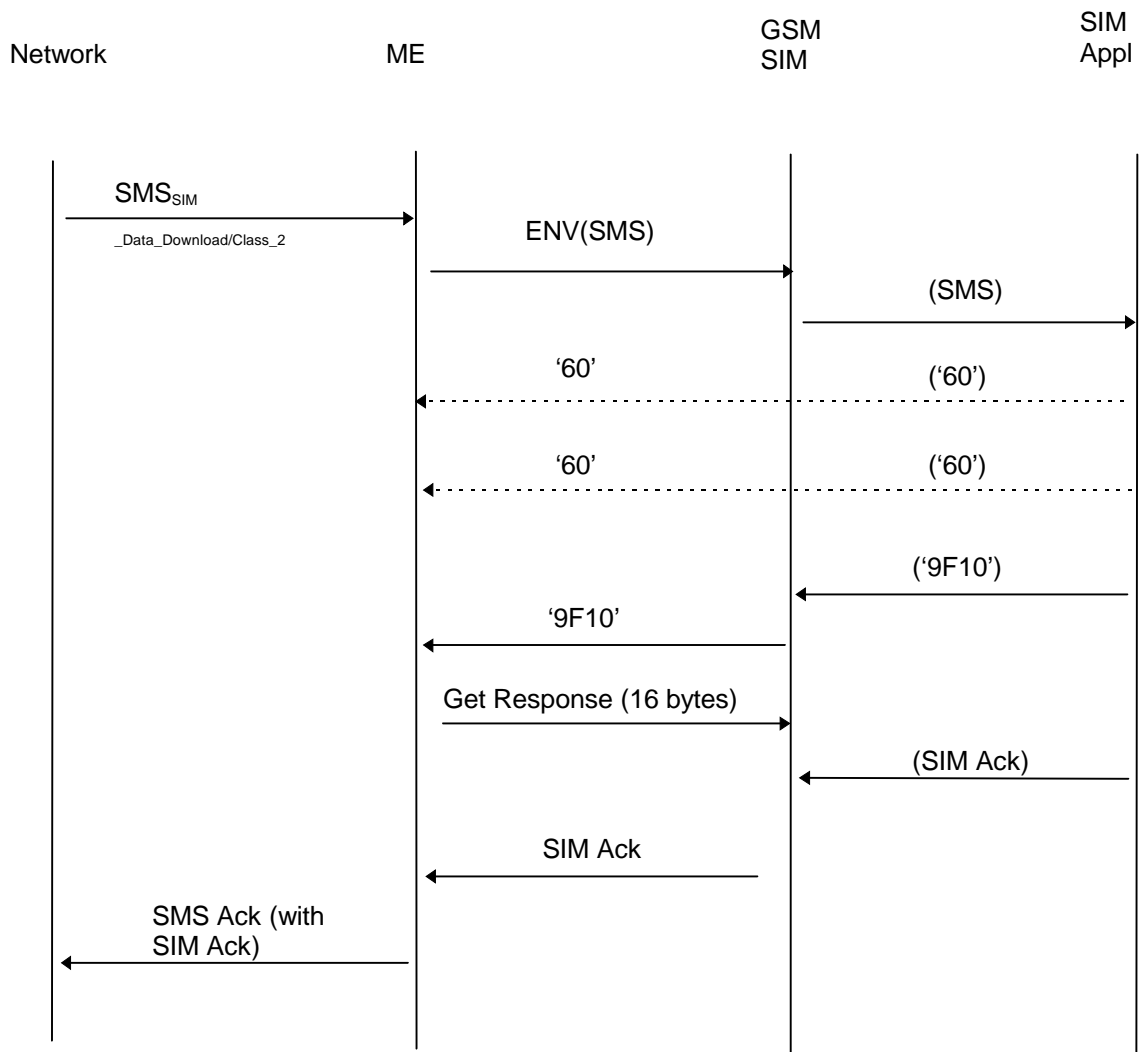 Network
ME
GSM
SIM
SIM
Appl
SMSSIM
_Data_Download/Class_2
ENV(SMS)
(SMS)
‘60’
(‘60’)
‘60’
(‘60’)
(‘9F10’)
‘9F10’
Get Response (16 bytes)
(SIM Ack)
SIM Ack
SMS Ack (with
SIM Ack)